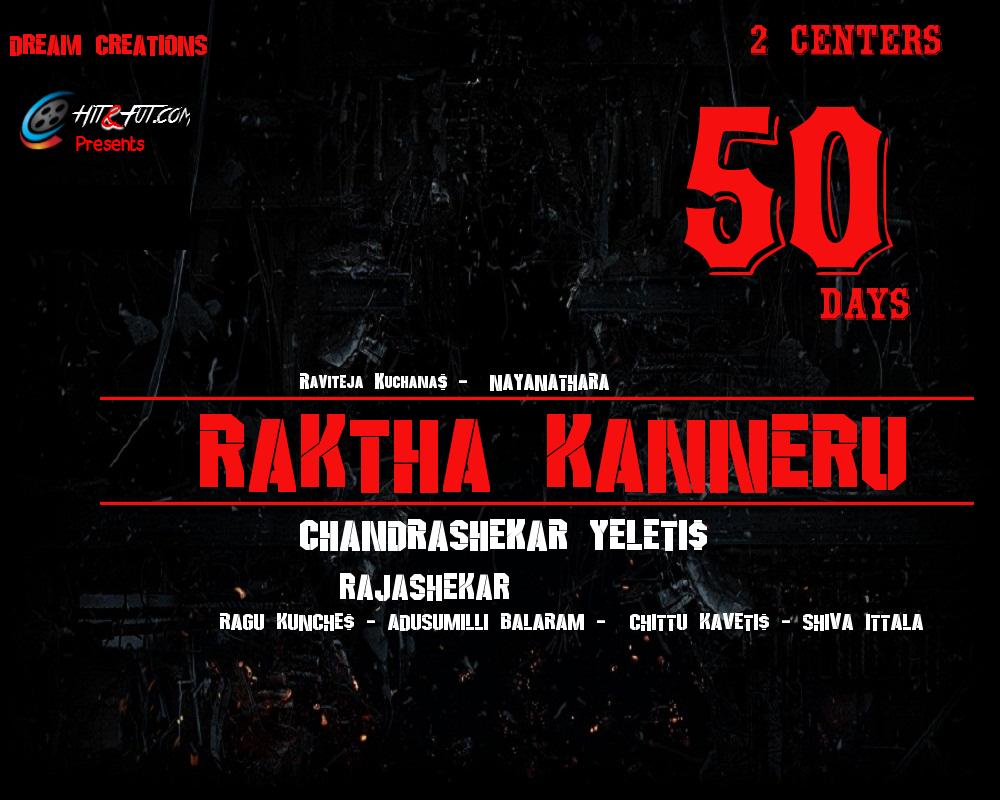 DREAM CREATIONS
2 CENTERS
HIT&FUT.COM
Presents
50
DAYS
RAVITEJA KUCHANA$ - NAYANATHARA
RAKTHA KANNERU
CHANDRASHEKAR YELETI$
RAJASHEKAR
RAGU KUNCHE$ - ADUSUMILLI BALARAM - CHITTU KAVETI$ - SHIVA ITTALA